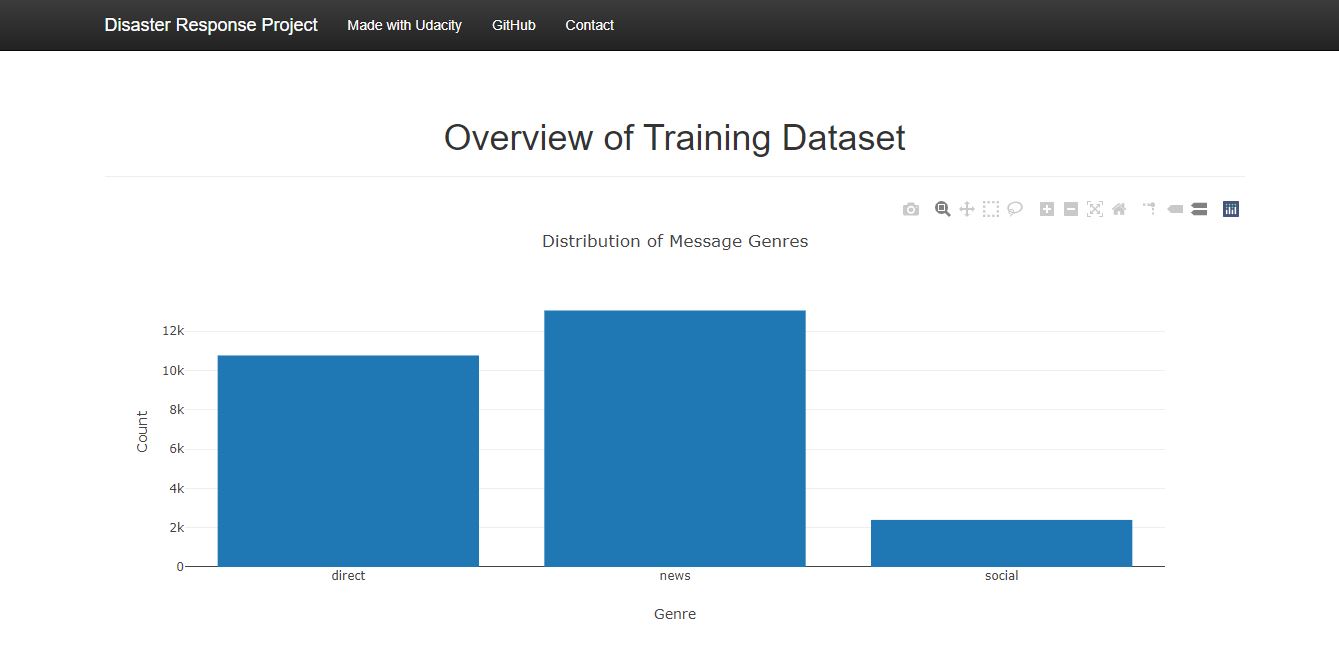 Disaster Response Project Made with Udacity GitHub Contact
Overview of Training Dataset
Distribution of Message Genres
12k
10k
8k
6k
4k
2k
0
Count
direct news social
Genre